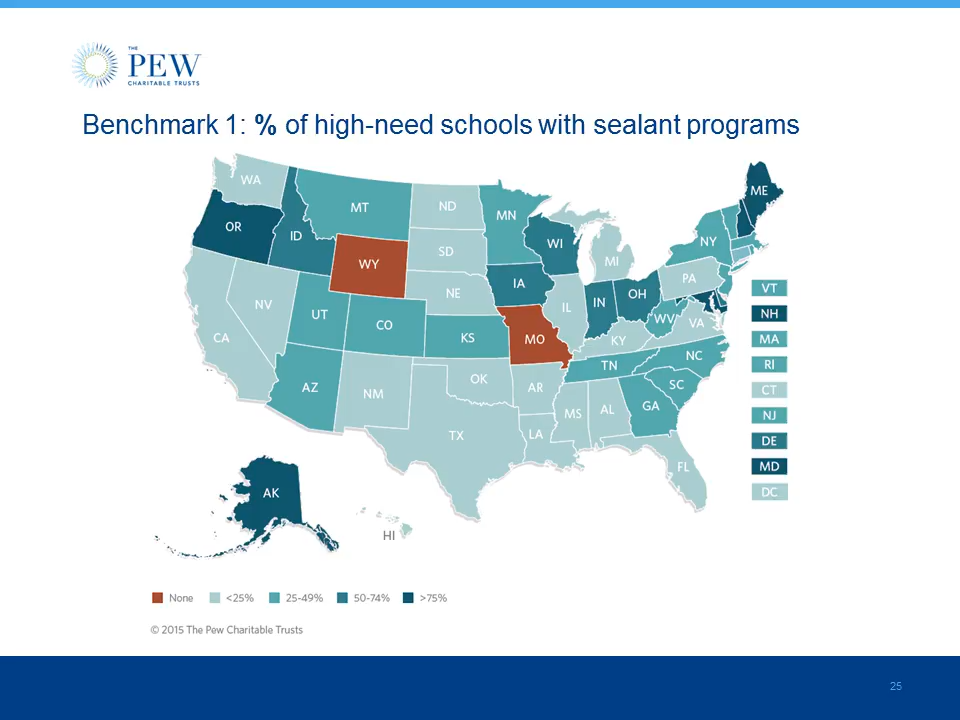 THE
PEW
CHARITABLE TRUSTS
Benchmark 1: % of high-need schools with sealant programs
WA
MT
ND
MN
ME
OR
ID
WY
SD
WI
MI
NY
NE
IA
IL
IN
OH
PA
NV
UT
CO
KS
MO
KY
WV
VA
CA
AZ
NM
OK
AR
TN
NC
SC
TX
LA
MS
AL
GA
FL
AK
HI
VT
NH
MA
RI
CT
NJ
DE
MD
DC
None <25% 25-49% 50-74% >75%
© 2015 The Pew Charitable Trusts
25